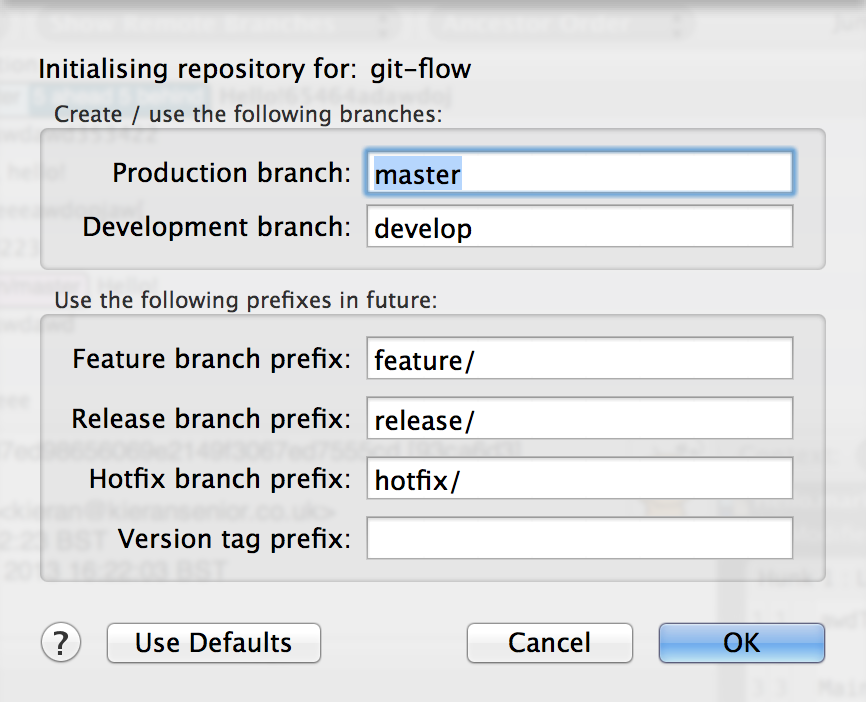 Initialising repository for: git-flow
Create / use the following branches:
Production branch: master
Development branch: develop
Use the following prefixes in future:
Feature branch prefix: feature/
Release branch prefix: release/
Hotfix branch prefix: hotfix/
Version tag prefix:
? Use Defaults Cancel OK